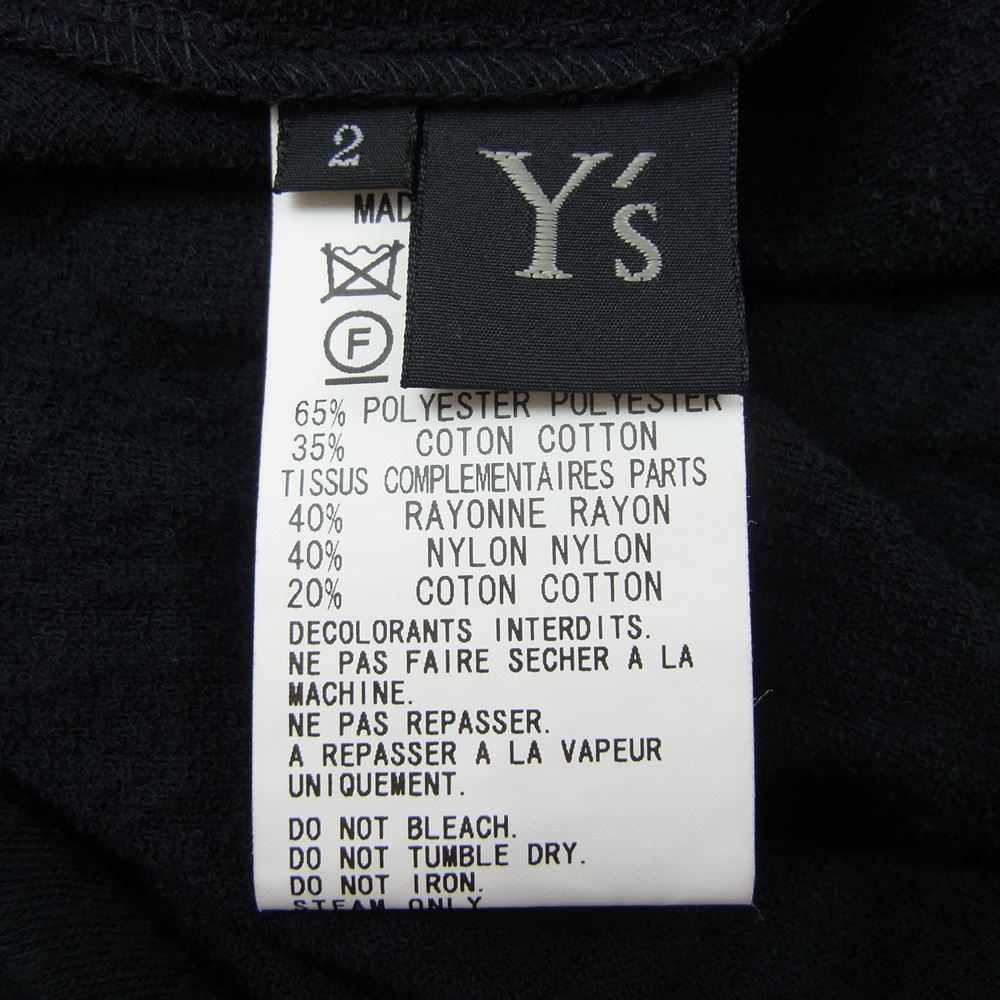 2
Y's
MAD
F
65% POLYESTER POLYESTER
35% COTON COTTON
TISSUS COMPLEMENTAIRES PARTS
40% RAYONNE RAYON
40% NYLON NYLON
20% COTON COTTON
DECOLORANTS INTERDITS.
NE PAS FAIRE SECHER A LA
MACHINE.
NE PAS REPASSER.
A REPASSER A LA VAPEUR
UNIQUEMENT.
DO NOT BLEACH.
DO NOT TUMBLE DRY.
DO NOT IRON.
STEAM ONLY